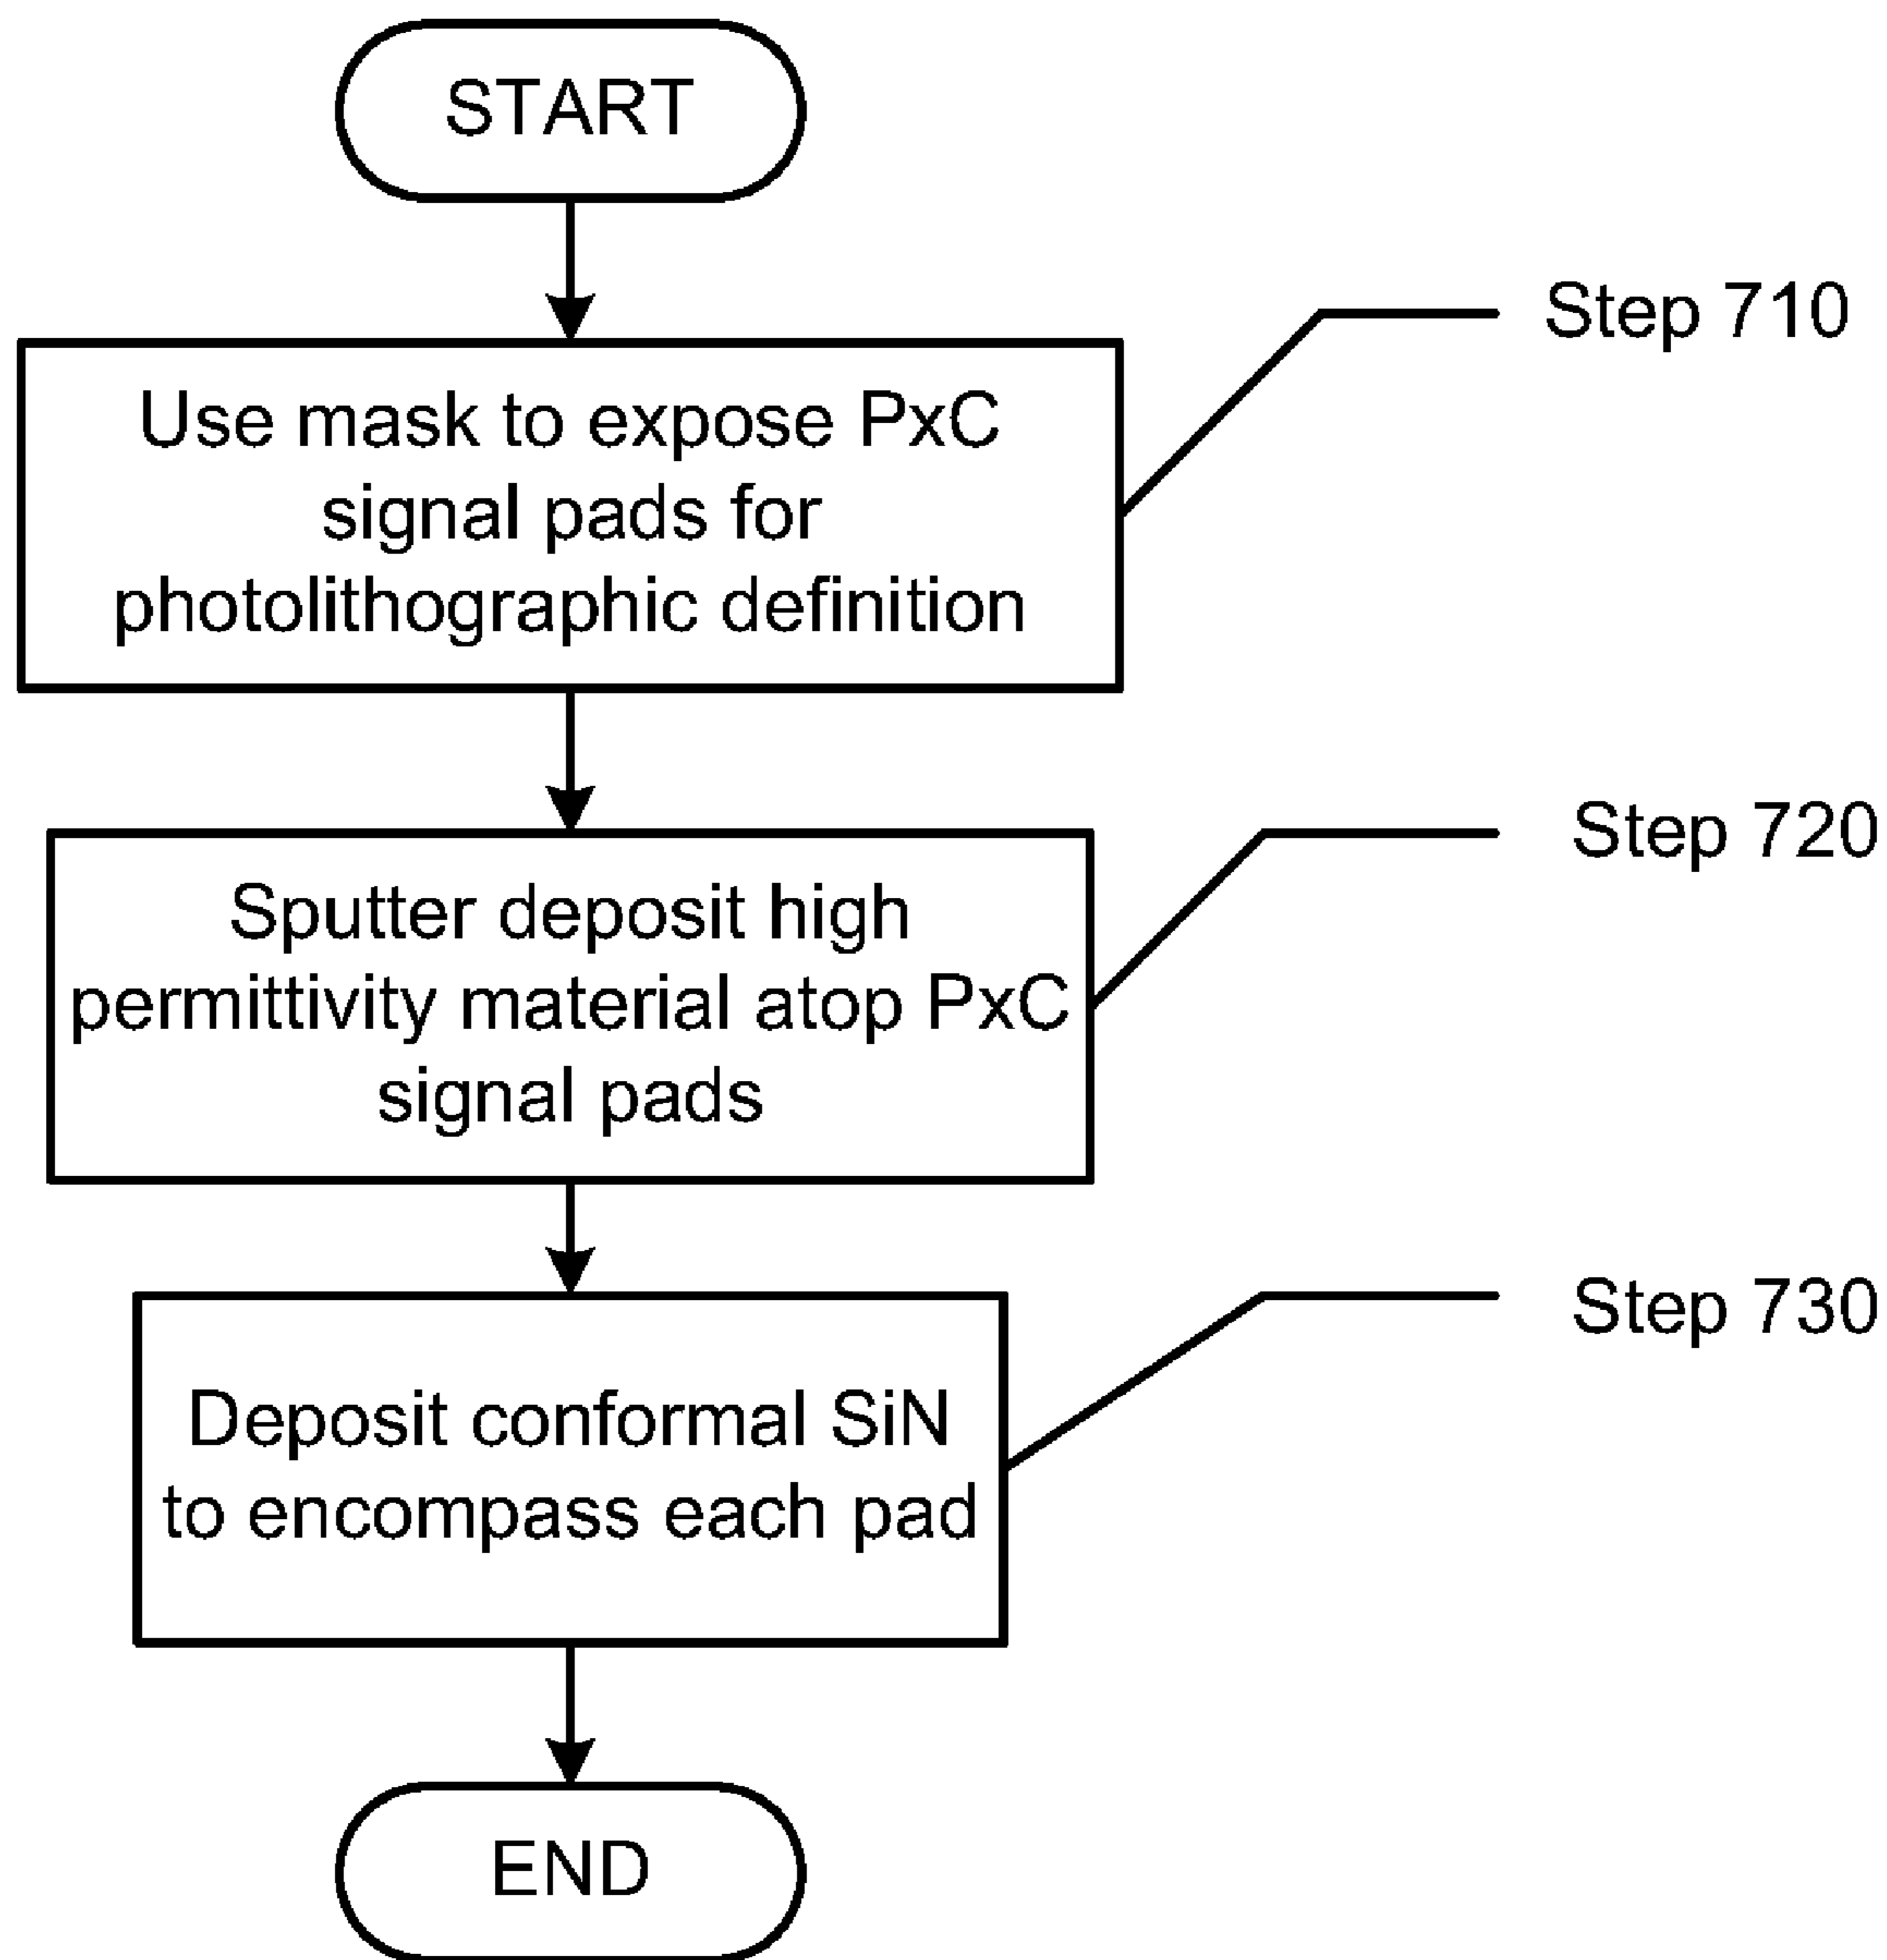 START
Step 710
Use mask to expose PxC
signal pads for
photolithographic definition
Step 720
Sputter deposit high
permittivity material atop PxC
signal pads
Step 730
Deposit conformal SiN
to encompass each pad
END